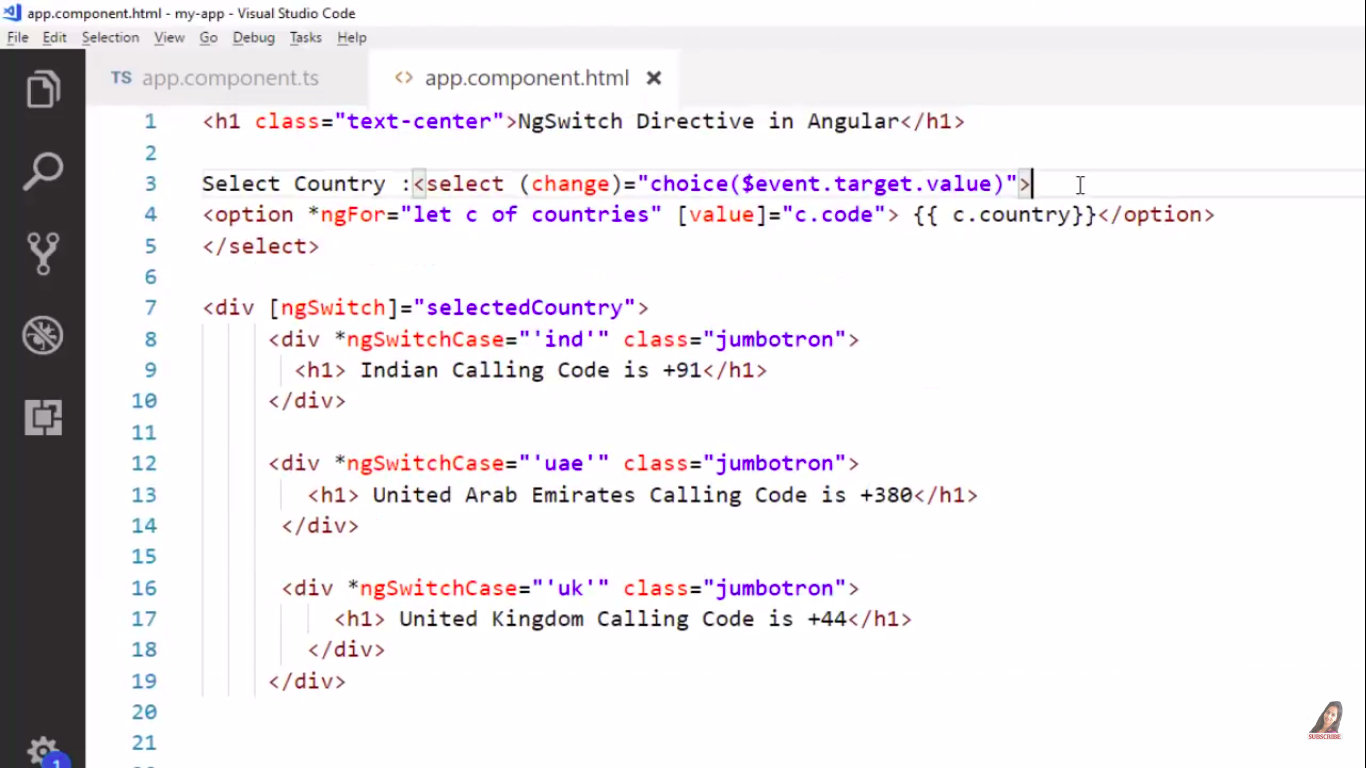 app.component.html - my-app - Visual Studio Code
File Edit Selection View Go Debug Tasks Help
TS app.component.ts <> app.component.html ×
1 <h1 class="text-center">NgSwitch Directive in Angular</h1>
2
3 Select Country :<select (change)="choice($event.target.value)">
4 <option *ngFor="let c of countries" [value]="c.code"> {{ c.country}}</option>
5 </select>
6
7 <div [ngSwitch]="selectedCountry">
8 <div *ngSwitchCase="'ind'" class="jumbotron">
9 <h1> Indian Calling Code is +91</h1>
10 </div>
11
12 <div *ngSwitchCase="'uae'" class="jumbotron">
13 <h1> United Arab Emirates Calling Code is +380</h1>
14 </div>
15
16 <div *ngSwitchCase="'uk'" class="jumbotron">
17 <h1> United Kingdom Calling Code is +44</h1>
18 </div>
19 </div>
20
21
1
SUBSCRIBE